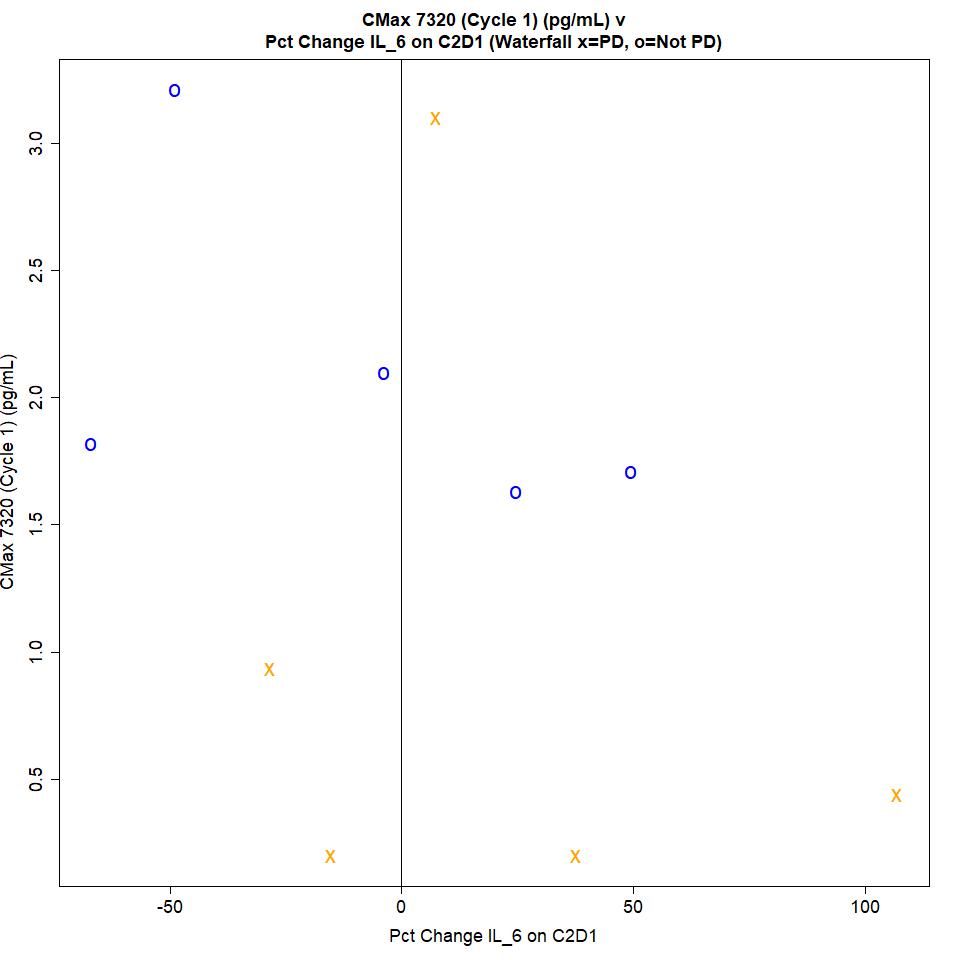 CMax 7320 (Cycle 1) (pg/mL) v
Pct Change IL_6 on C2D1 (Waterfall x=PD, o=Not PD)
CMax 7320 (Cycle 1) (pg/mL)
3.0
2.5
2.0
1.5
1.0
0.5
o
x
o
o
o
o
x
x
x
x
-50
0
50
100
Pct Change IL_6 on C2D1